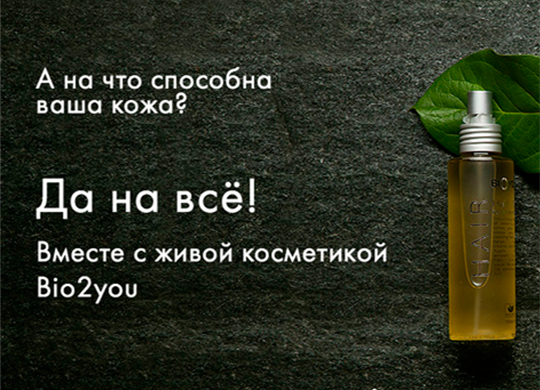 А на что способна
ваша кожа?
Да на всё!
Вместе с живой косметикой
Bio2you
HAIR